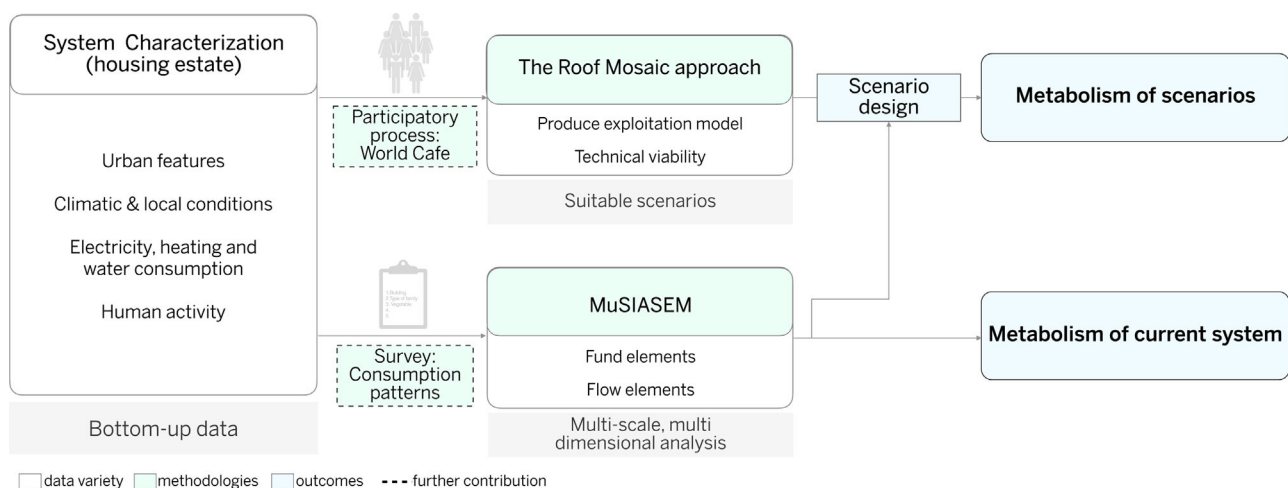 System Characterization
(housing estate)
Urban features
Climatic & local conditions
Electricity, heating and
water consumption
Human activity
Bottom-up data
Participatory
process:
World Cafe
Survey:
Consumption
patterns
The Roof Mosaic approach
Produce exploitation model
Technical viability
Suitable scenarios
MuSIASEM
Fund elements
Flow elements
Multi-scale, multi
dimensional analysis
Scenario
design
Metabolism of scenarios
Metabolism of current system
data variety
methodologies
outcomes
further contribution